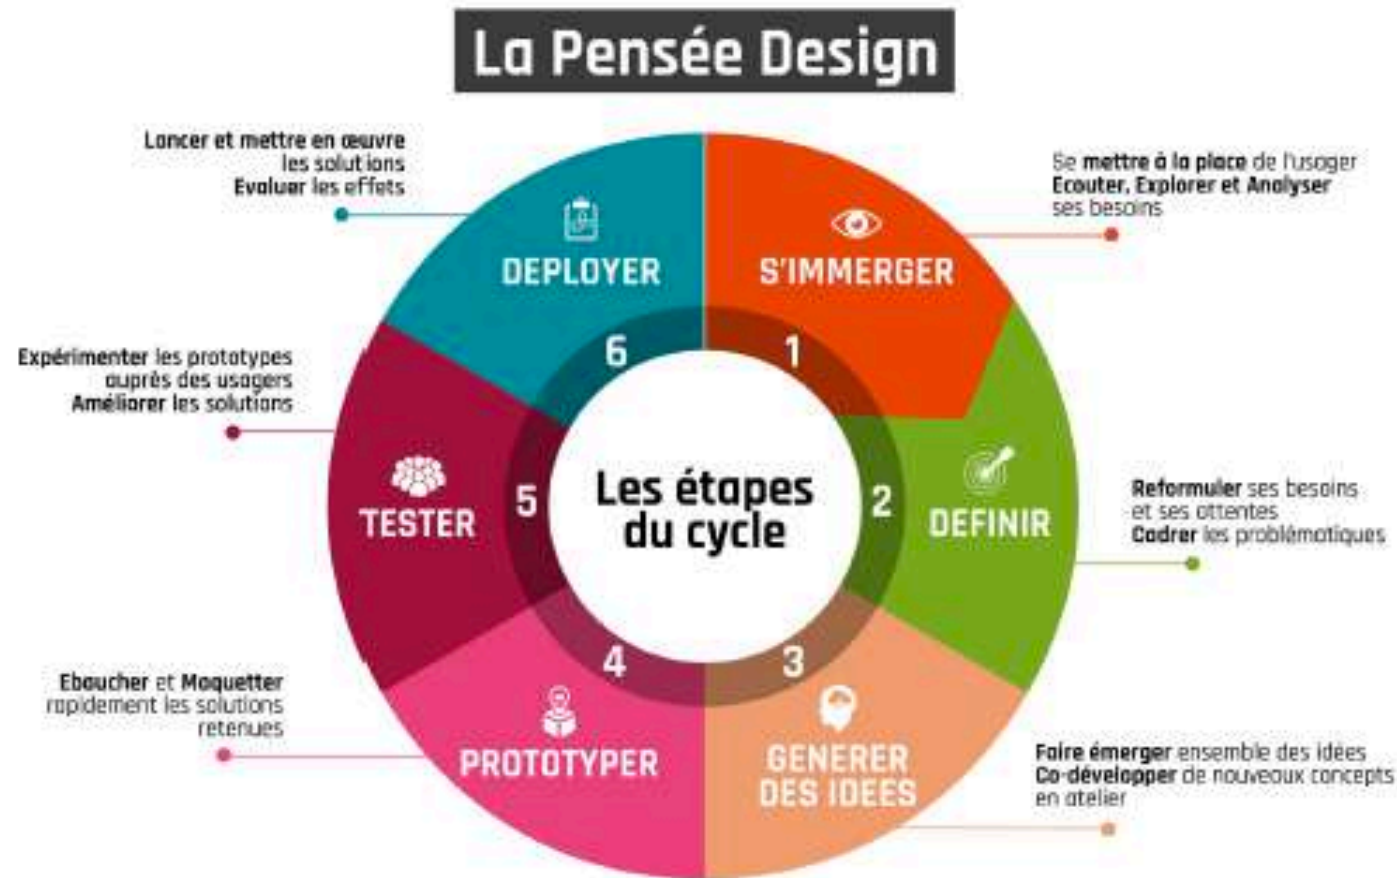 La Pensée Design
Lancer et mettre en œuvre
les solutions
Evaluer les effets
Se mettre à la place de l'usager
Ecouter, Explorer et Analyser
ses besoins
DEPLOYER
S'IMMERGER
6
1
Expérimenter les prototypes
auprès des usagers
Améliorer les solutions
TESTER
5
Les étapes
du cycle
2
DEFINIR
Reformuler ses besoins
et ses attentes
Cadrer les problématiques
4
3
Ebaucher et Maquetter
rapidement les solutions
retenues
PROTOTYPER
GENERER
DES IDEES
Faire émerger ensemble des idées
Co-développer de nouveaux concepts
en atelier